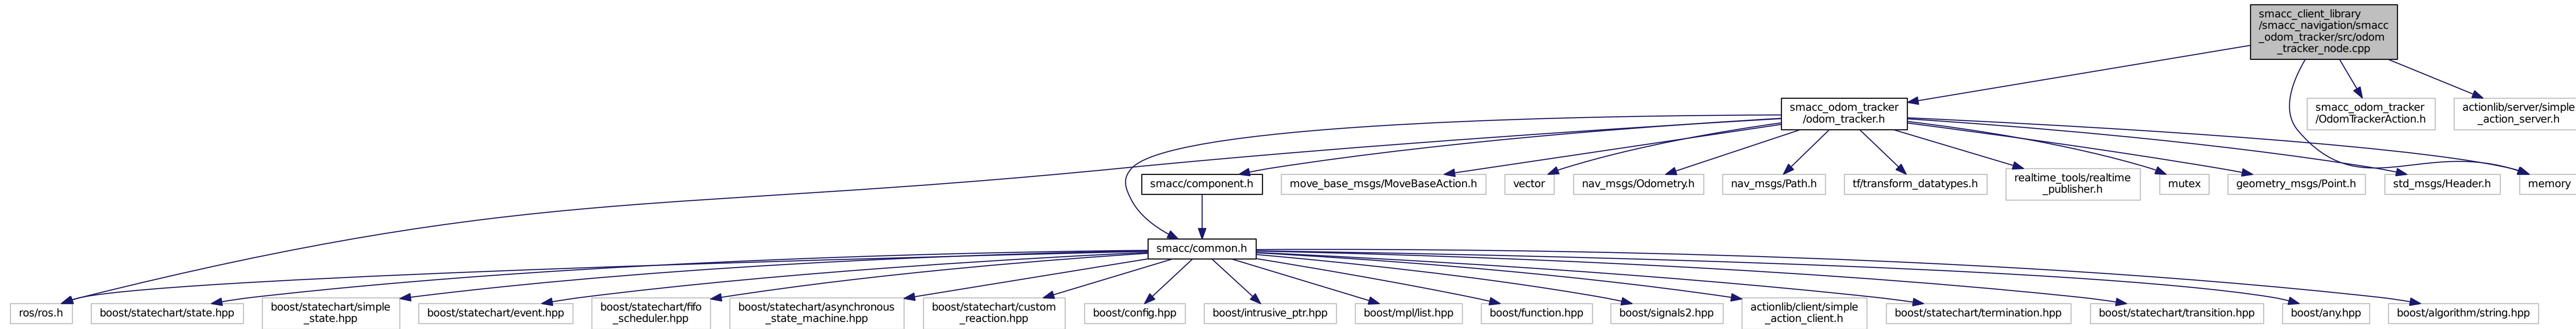 smacc_client_library
/smacc_navigation/smacc
_odom_tracker/src/odom
_tracker_node.cpp
smacc_odom_tracker
/odom_tracker.h
smacc_odom_tracker
/OdomTrackerAction.h
actionlib/server/simple
_action_server.h
smacc/component.h
move_base_msgs/MoveBaseAction.h
vector
nav_msgs/Odometry.h
nav_msgs/Path.h
tf/transform_datatypes.h
realtime_tools/realtime
_publisher.h
mutex
geometry_msgs/Point.h
std_msgs/Header.h
memory
smacc/common.h
ros/ros.h
boost/statechart/state.hpp
boost/statechart/simple
_state.hpp
boost/statechart/event.hpp
boost/statechart/fifo
_scheduler.hpp
boost/statechart/asynchronous
_state_machine.hpp
boost/statechart/custom
_reaction.hpp
boost/config.hpp
boost/intrusive_ptr.hpp
boost/mpl/list.hpp
boost/function.hpp
boost/signals2.hpp
actionlib/client/simple
_action_client.h
boost/statechart/termination.hpp
boost/statechart/transition.hpp
boost/any.hpp
boost/algorithm/string.hpp